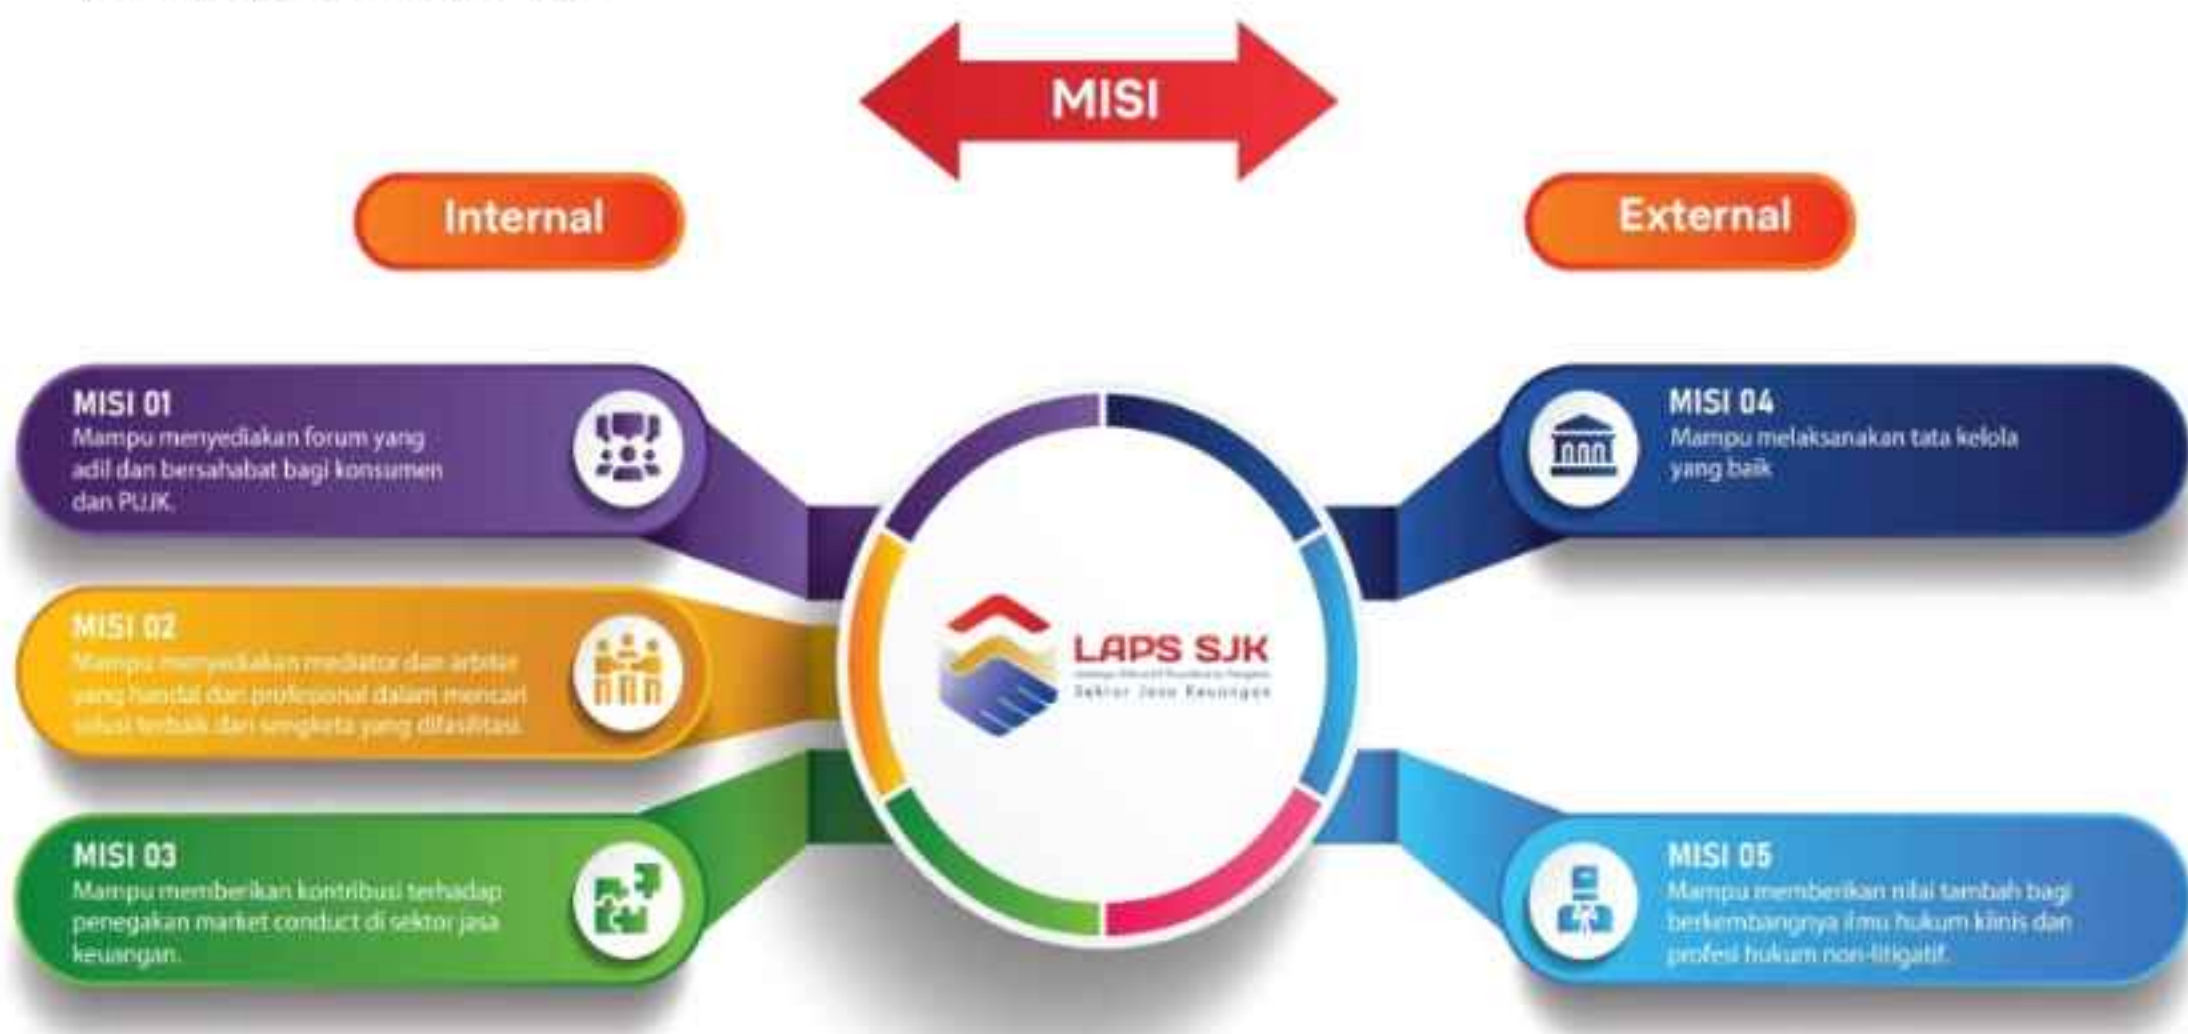 MISI
Internal
External
MISI 01
Mampu menyediakan forum yang
adil dan bersahabat bagi konsumen
dan PUJK.
MISI 02
Mampu menyediakan mediator dan arbiter
yang handal dan profesional dalam mencari
solusi terbaik dari sengketa yang difasilitasi.
MISI 03
Mampu memberikan kontribusi terhadap
penegakan market conduct di sektor jasa
keuangan.
LAPS SJK
Sektor Jasa Keuangan
MISI 04
Mampu melaksanakan tata kelola
yang baik
MISI 05
Mampu memberikan nilai tambah bagi
berkembangnya ilmu hukum klinis dan
profesi hukum non-litigatif.